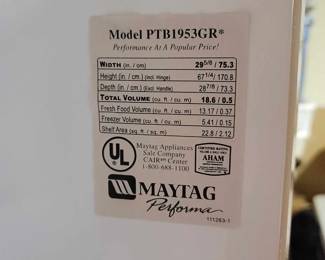 Model PTB1953GR*
Performance At A Popular Price!
WIDTH (in. / cm) 29 5/8 / 75.3
Height (in. / cm) (incl. Hinge) 67 1/4 / 170.8
Depth (in. / cm) (Excl. Handle) 28 7/8 / 73.3
TOTAL VOLUME (cu. ft. / cu. m) 18.6 / 0.5
Fresh Food Volume (cu. ft. / cu. m) 13.17 / 0.37
Freezer Volume (cu. ft. / cu. m) 5.41 / 0.15
Shelf Area (sq. ft. / sq. m) 22.8 / 2.12
UL
Maytag Appliances
Sale Company
CAIR Center
1-800-688-1100
AHAM
MAYTAG
Performa
111263-1